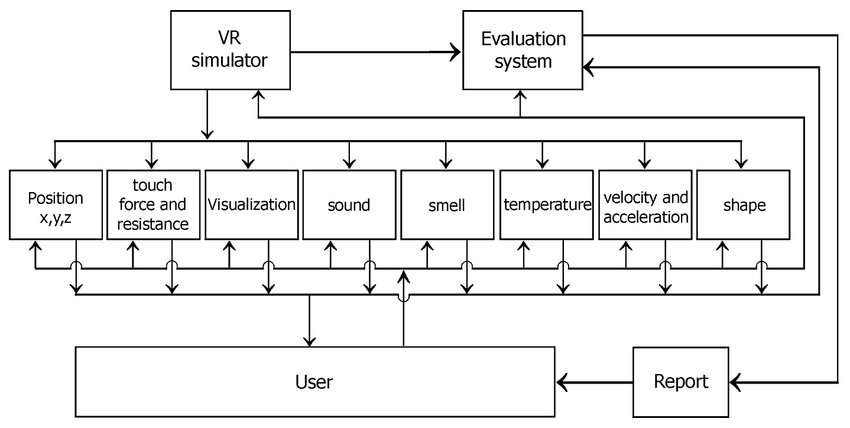 VR
simulator
Evaluation
system
Position
x,y,z
touch
force and
resistance
Visualization
sound
smell
temperature
velocity and
acceleration
shape
User
Report